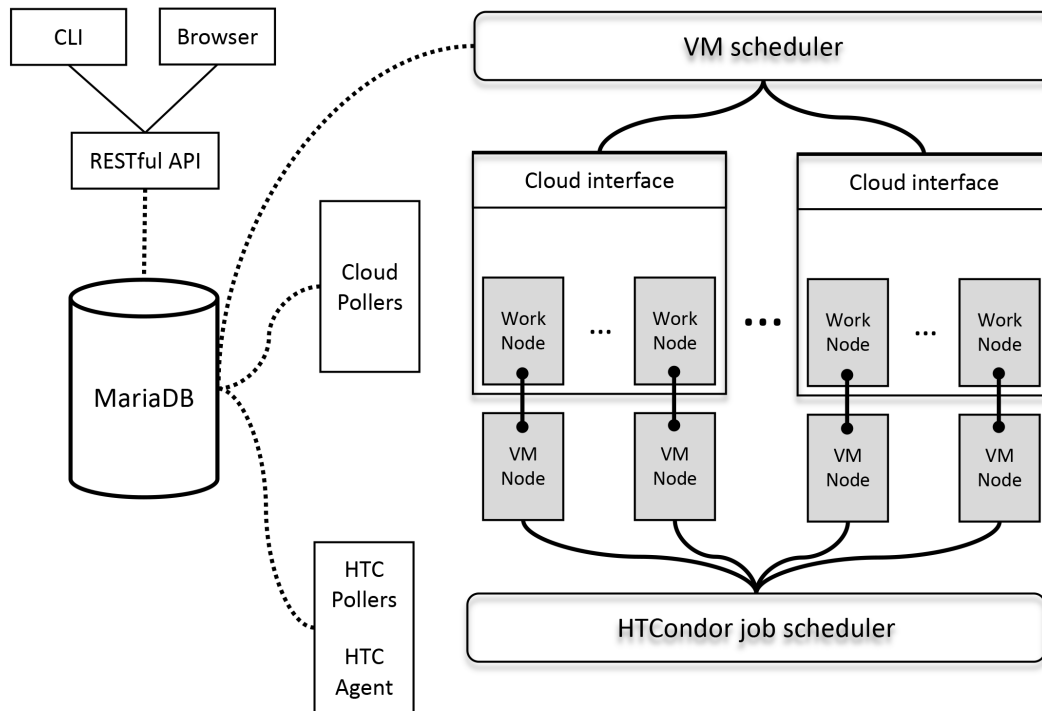 CLI
Browser
RESTful API
MariaDB
Cloud
Pollers
HTC
Pollers
HTC
Agent
VM scheduler
Cloud interface
Work
Node
...
Work
Node
VM
Node
VM
Node
...
Cloud interface
Work
Node
...
Work
Node
VM
Node
VM
Node
HTCondor job scheduler